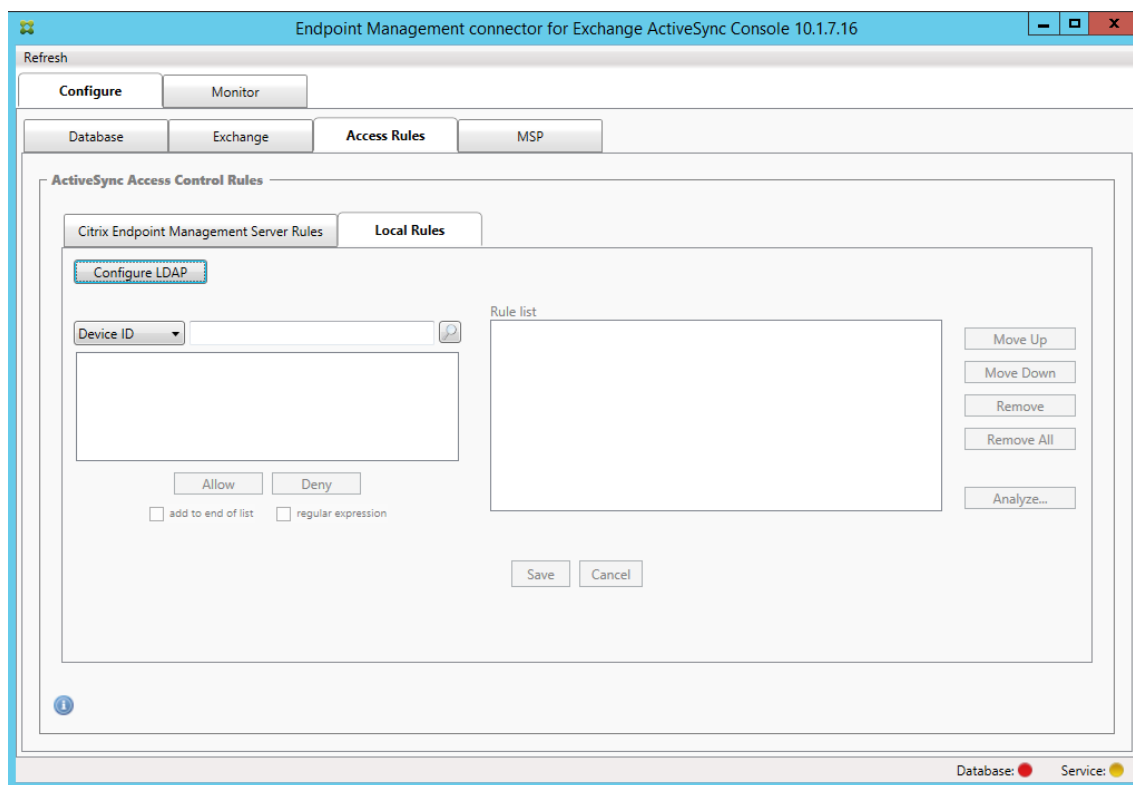 Endpoint Management connector for Exchange ActiveSync Console 10.1.7.16
Refresh
Configure Monitor
Database Exchange Access Rules MSP
ActiveSync Access Control Rules
Citrix Endpoint Management Server Rules Local Rules
Configure LDAP
Rule list
Device ID
Move Up
Move Down
Remove
Remove All
Allow Deny
Analyze...
add to end of list regular expression
Save Cancel
Database: Service: